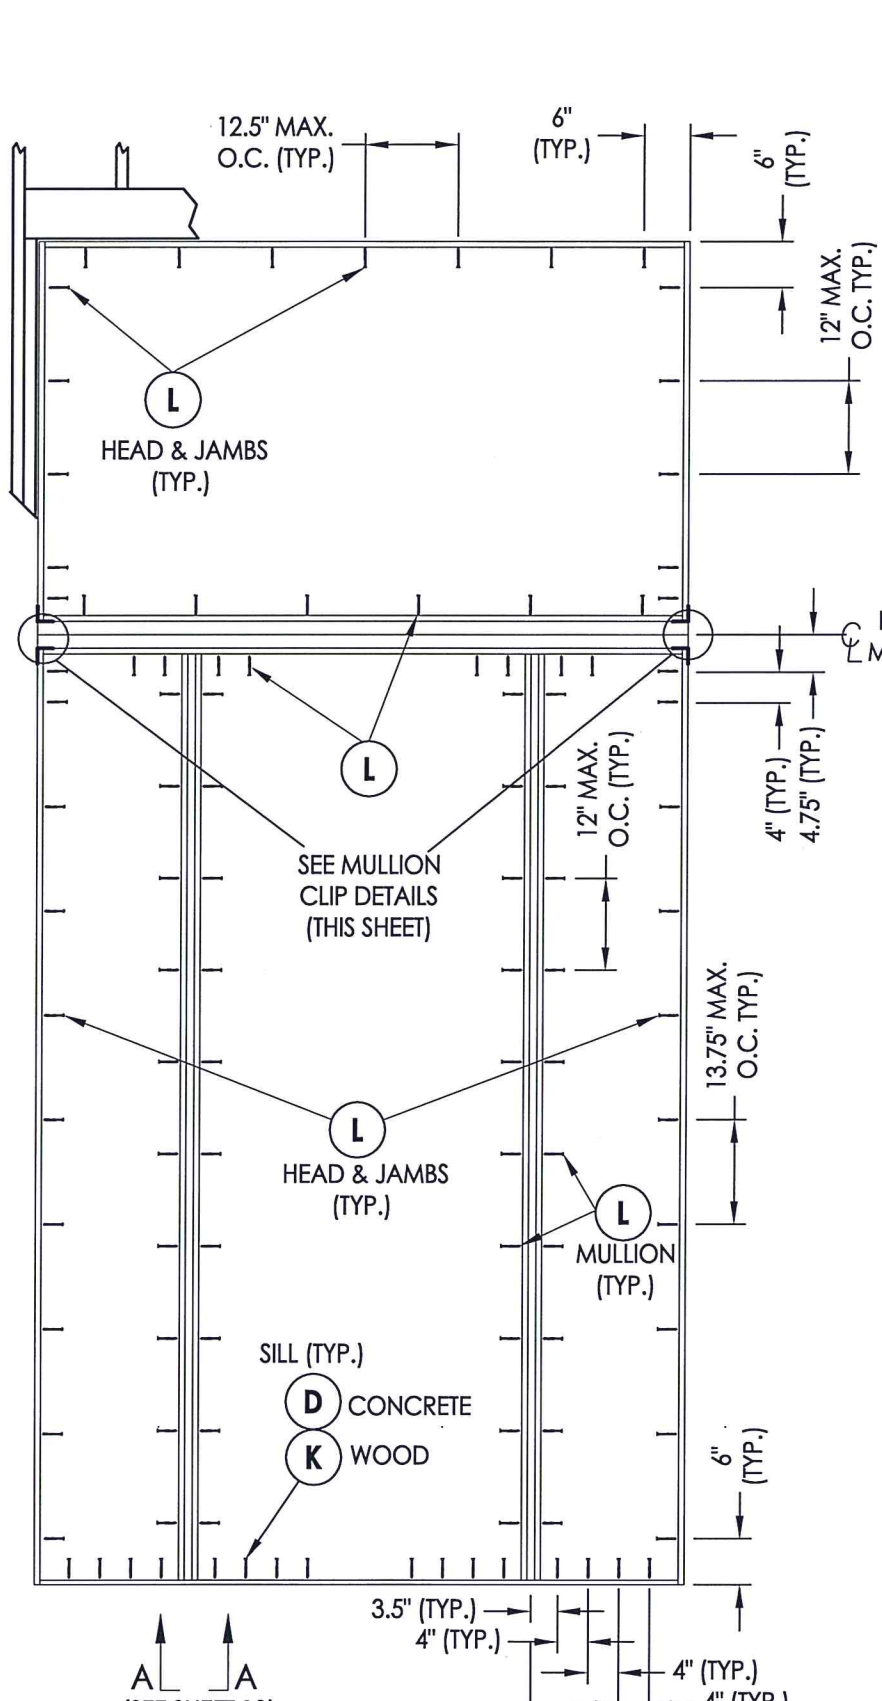 12.5" MAX.
O.C. (TYP.)
6"
(TYP.)
6"
(TYP.)
12" MAX.
O.C. TYP.)
L
HEAD & JAMBS
(TYP.)
L
12" MAX.
O.C. (TYP.)
4" (TYP.)
4.75" (TYP.)
SEE MULLION
CLIP DETAILS
(THIS SHEET)
13.75" MAX.
O.C. TYP.)
L
HEAD & JAMBS
(TYP.)
L
MULLION
(TYP.)
SILL (TYP.)
D CONCRETE
K WOOD
6"
(TYP.)
3.5" (TYP.)
4" (TYP.)
4" (TYP.)
4" (TYP.)
A A